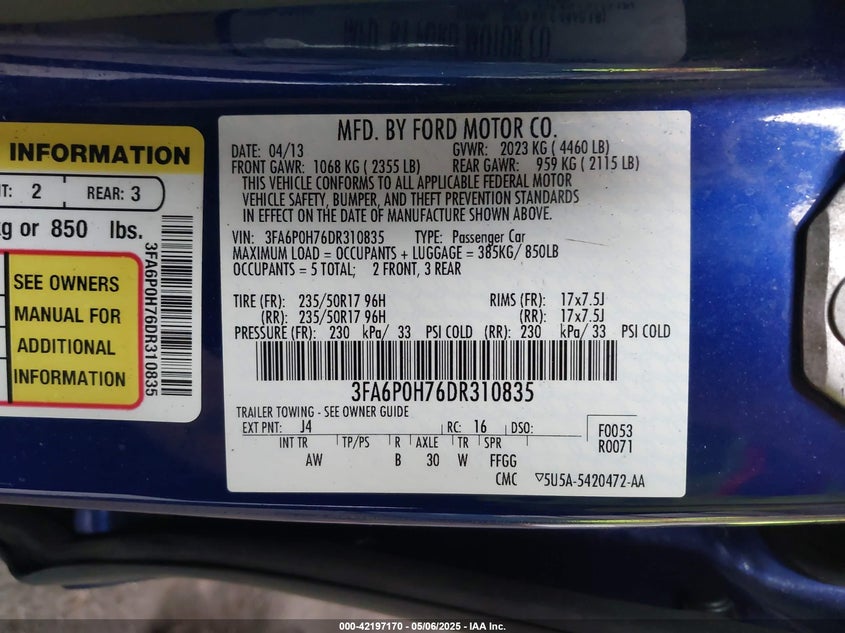 MFD. BY FORD MOTOR CO.
INFORMATION
T: 2 REAR: 3
g or 850 lbs.
SEE OWNERS
MANUAL FOR
ADDITIONAL
INFORMATION
3FA6P0H76DR310835
MFD. BY FORD MOTOR CO.
DATE: 04/13 GVWR: 2023 KG ( 4460 LB)
FRONT GAWR: 1068 KG ( 2355 LB) REAR GAWR: 959 KG ( 2115 LB)
THIS VEHICLE CONFORMS TO ALL APPLICABLE FEDERAL MOTOR
VEHICLE SAFETY, BUMPER, AND THEFT PREVENTION STANDARDS
IN EFFECT ON THE DATE OF MANUFACTURE SHOWN ABOVE.
VIN: 3FA6P0H76DR310835 TYPE: Passenger Car
MAXIMUM LOAD = OCCUPANTS + LUGGAGE = 385KG/ 850LB
OCCUPANTS = 5 TOTAL; 2 FRONT, 3 REAR
TIRE (FR): 235/50R17 96H RIMS (FR): 17x7.5J
(RR): 235/50R17 96H (RR): 17x7.5J
PRESSURE (FR): 230 kPa/ 33 PSI COLD (RR): 230 kPa/ 33 PSI COLD
3FA6P0H76DR310835
TRAILER TOWING - SEE OWNER GUIDE
EXT PNT: J4 RC: 16 DSO: F0053
R0071
INT TR TP/PS R AXLE TR SPR
AW B 30 W FFGG
CMC ▽5U5A-5420472-AA
000-42197170 - 05/06/2025 - IAA Inc.